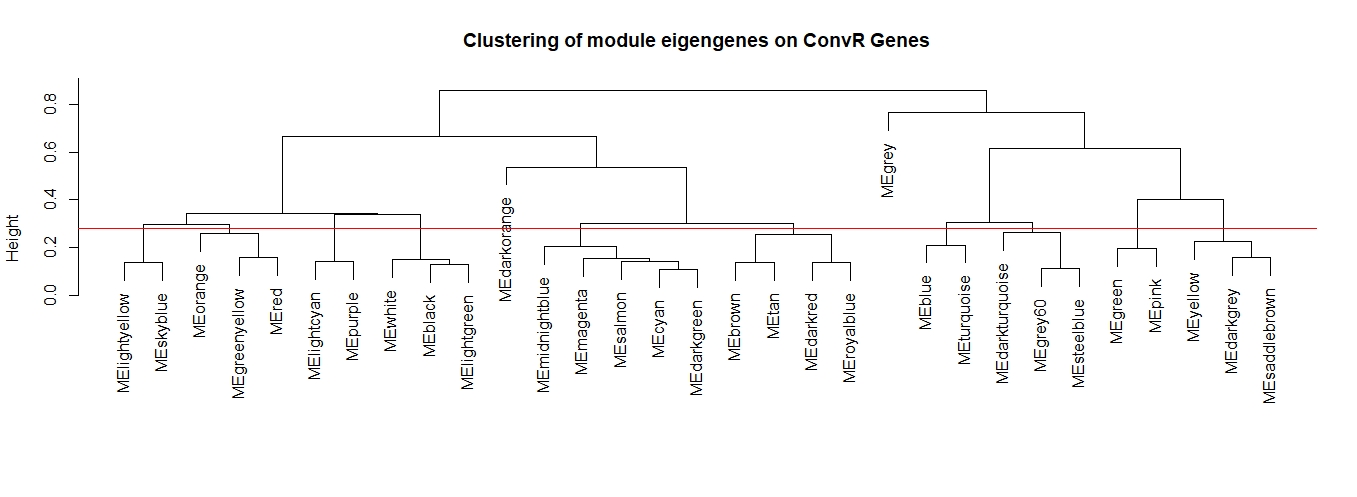 Clustering of module eigengenes on ConvR Genes
Height
0.8
0.6
0.4
0.2
0.0
MElightyellow
MEskyblue
MEorange
MEgreenyellow
MEred
MElightcyan
MEpurple
MEwhite
MEblack
MElightgreen
MEdarkorange
MEmidnightblue
MEmagenta
MEsalmon
MEcyan
MEdarkgreen
MEbrown
MEtan
MEdarkred
MEroyalblue
MEgrey
MEblue
MEturquoise
MEdarkturquoise
MEgrey60
MEsteelblue
MEgreen
MEpink
MEyellow
MEdarkgrey
MEsaddlebrown